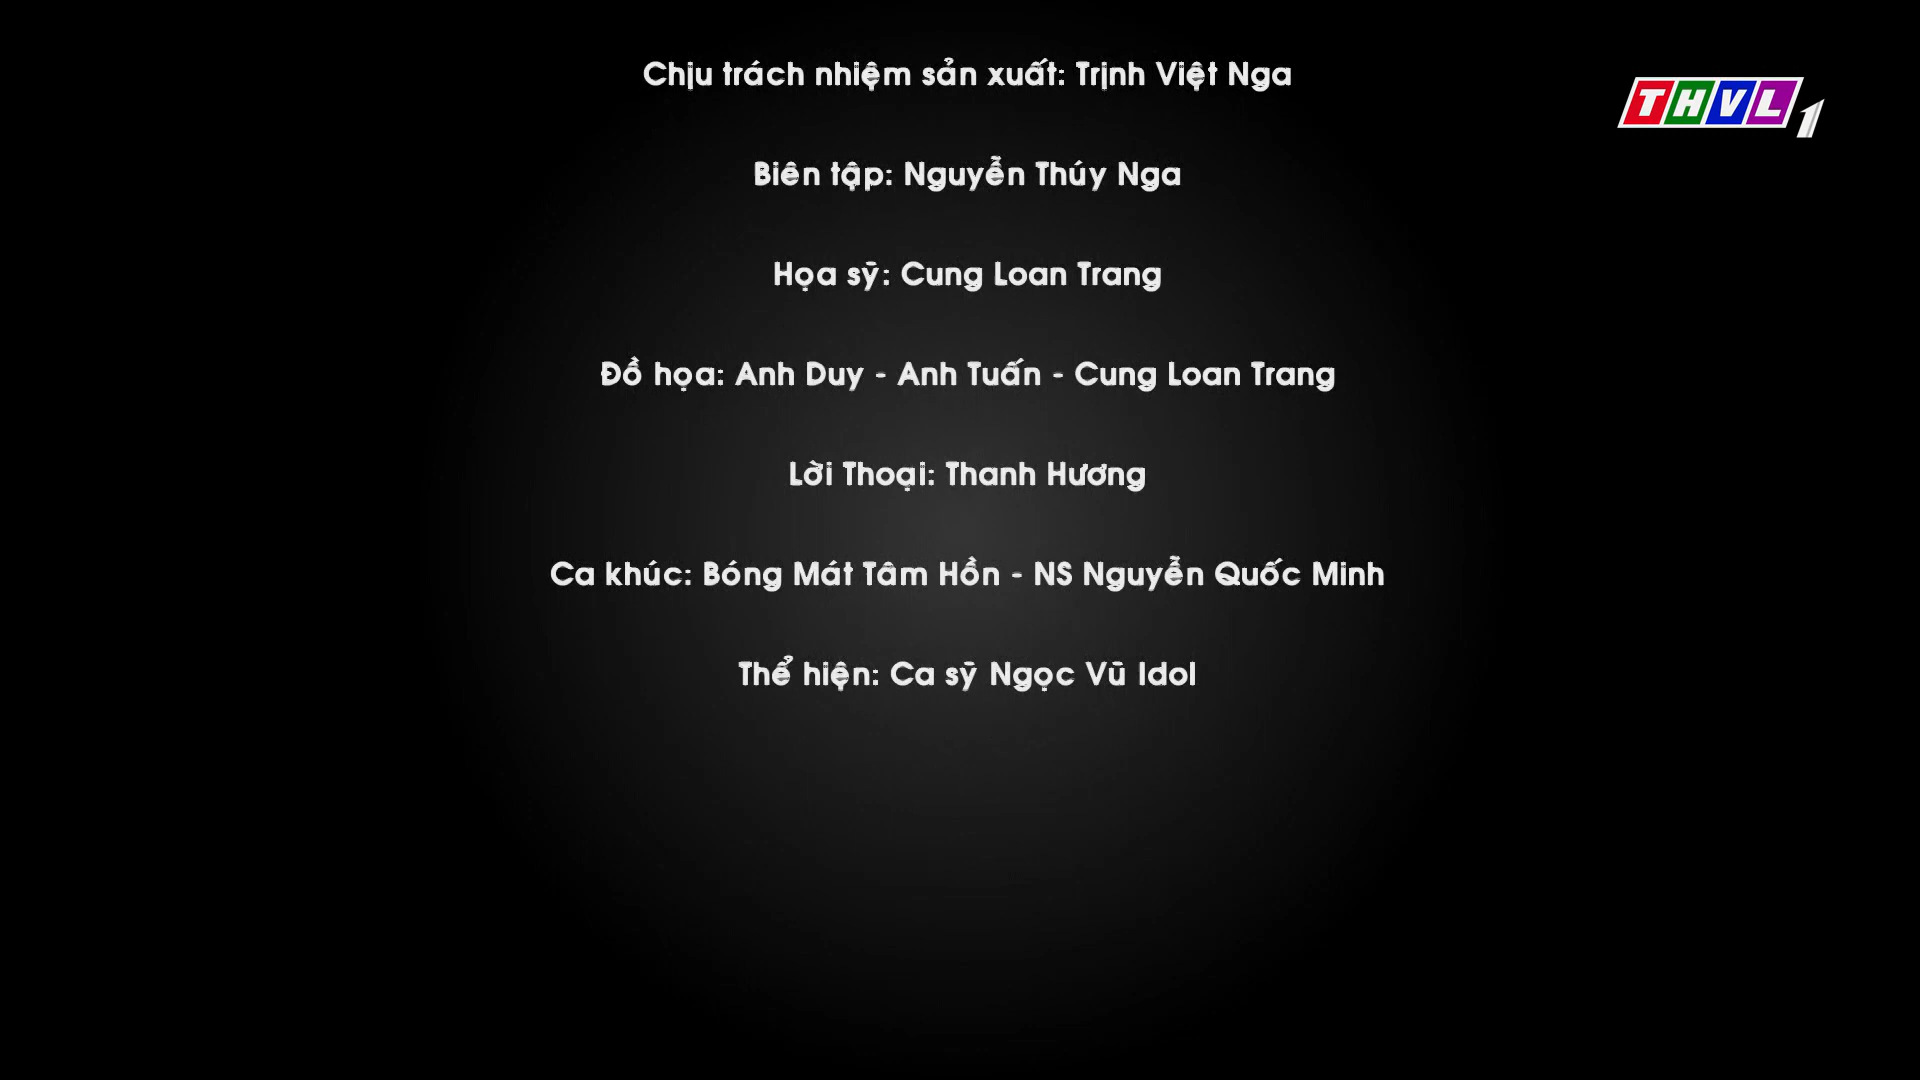 Chịu trách nhiệm sản xuất: Trịnh Việt Nga
THVL1
Biên tập: Nguyễn Thúy Nga
Họa sỹ: Cung Loan Trang
Đồ họa: Anh Duy - Anh Tuấn - Cung Loan Trang
Lời Thoại: Thanh Hương
Ca khúc: Bóng Mát Tâm Hồn - NS Nguyễn Quốc Minh
Thể hiện: Ca sỹ Ngọc Vũ Idol